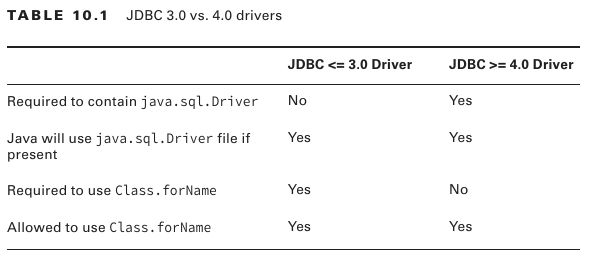 TABLE 10.1 JDBC 3.0 vs. 4.0 drivers
JDBC <= 3.0 Driver JDBC >= 4.0 Driver
Required to contain java.sql.Driver No Yes
Java will use java.sql.Driver file if Yes Yes
present
Required to use Class.forName Yes No
Allowed to use Class.forName Yes Yes